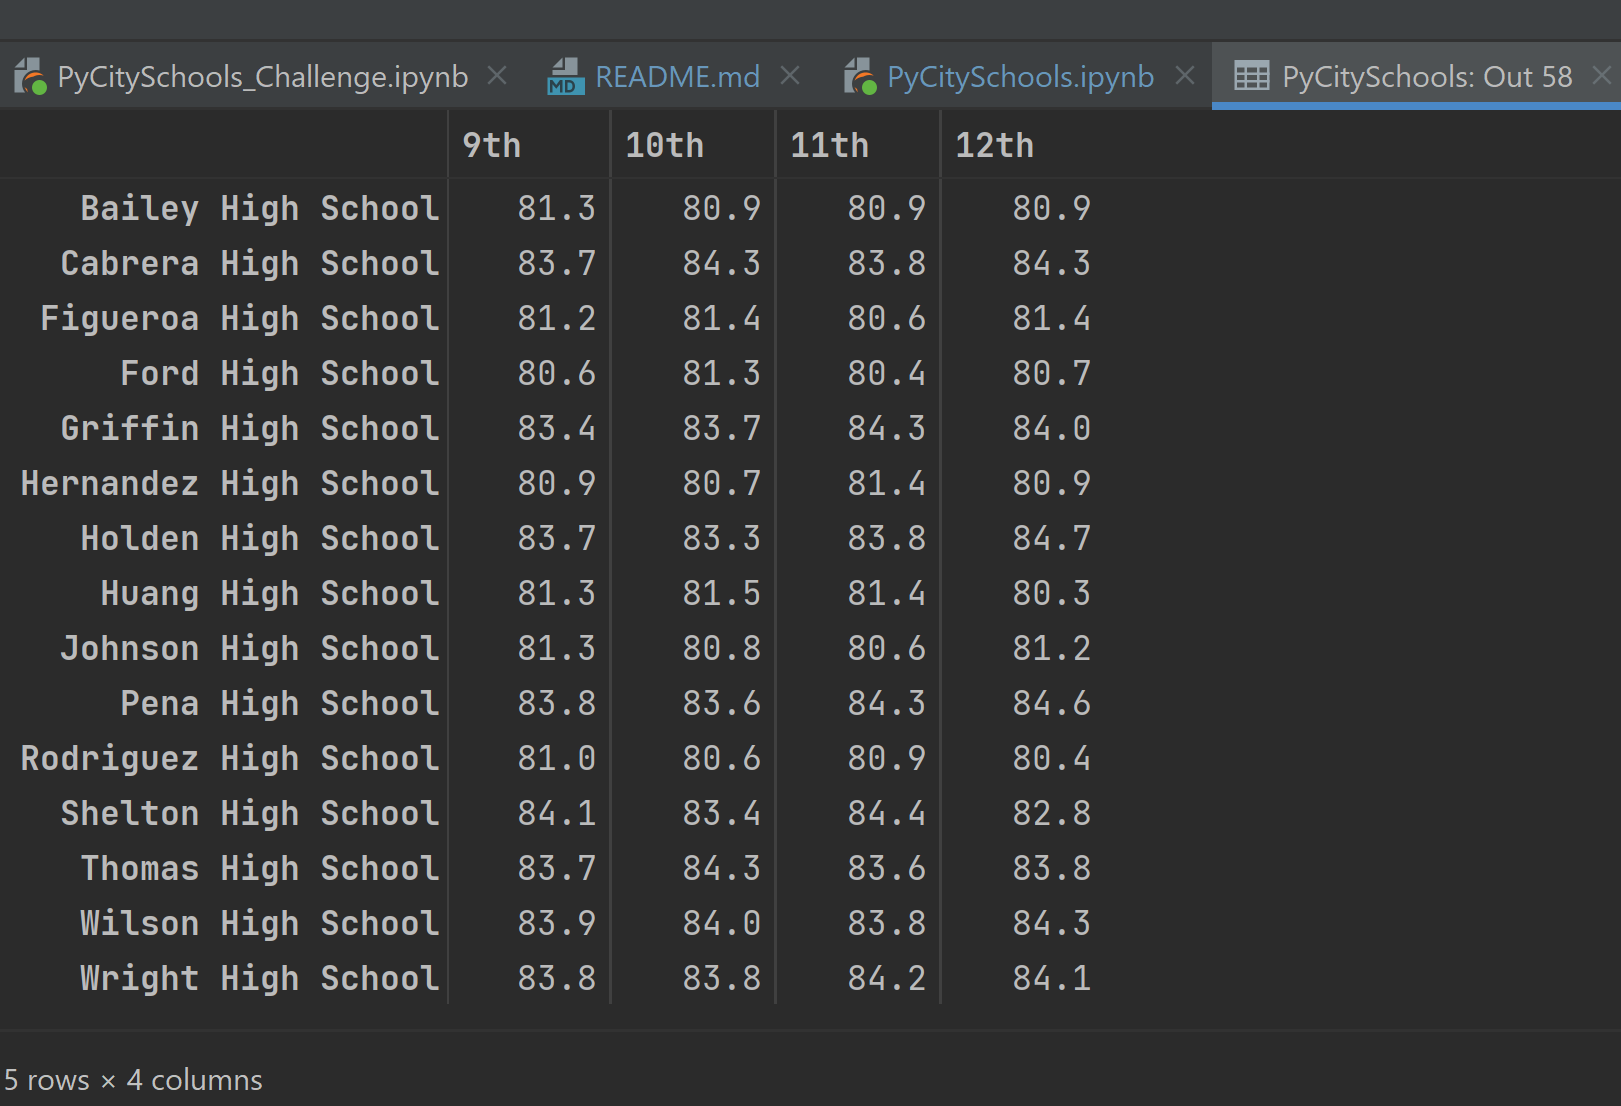 PyCitySchools_Challenge.ipynb README.md PyCitySchools.ipynb PyCitySchools: Out 58
MD
9th 10th 11th 12th
Bailey High School 81.3 80.9 80.9 80.9
Cabrera High School 83.7 84.3 83.8 84.3
Figueroa High School 81.2 81.4 80.6 81.4
Ford High School 80.6 81.3 80.4 80.7
Griffin High School 83.4 83.7 84.3 84.0
Hernandez High School 80.9 80.7 81.4 80.9
Holden High School 83.7 83.3 83.8 84.7
Huang High School 81.3 81.5 81.4 80.3
Johnson High School 81.3 80.8 80.6 81.2
Pena High School 83.8 83.6 84.3 84.6
Rodriguez High School 81.0 80.6 80.9 80.4
Shelton High School 84.1 83.4 84.4 82.8
Thomas High School 83.7 84.3 83.6 83.8
Wilson High School 83.9 84.0 83.8 84.3
Wright High School 83.8 83.8 84.2 84.1
5 rows × 4 columns